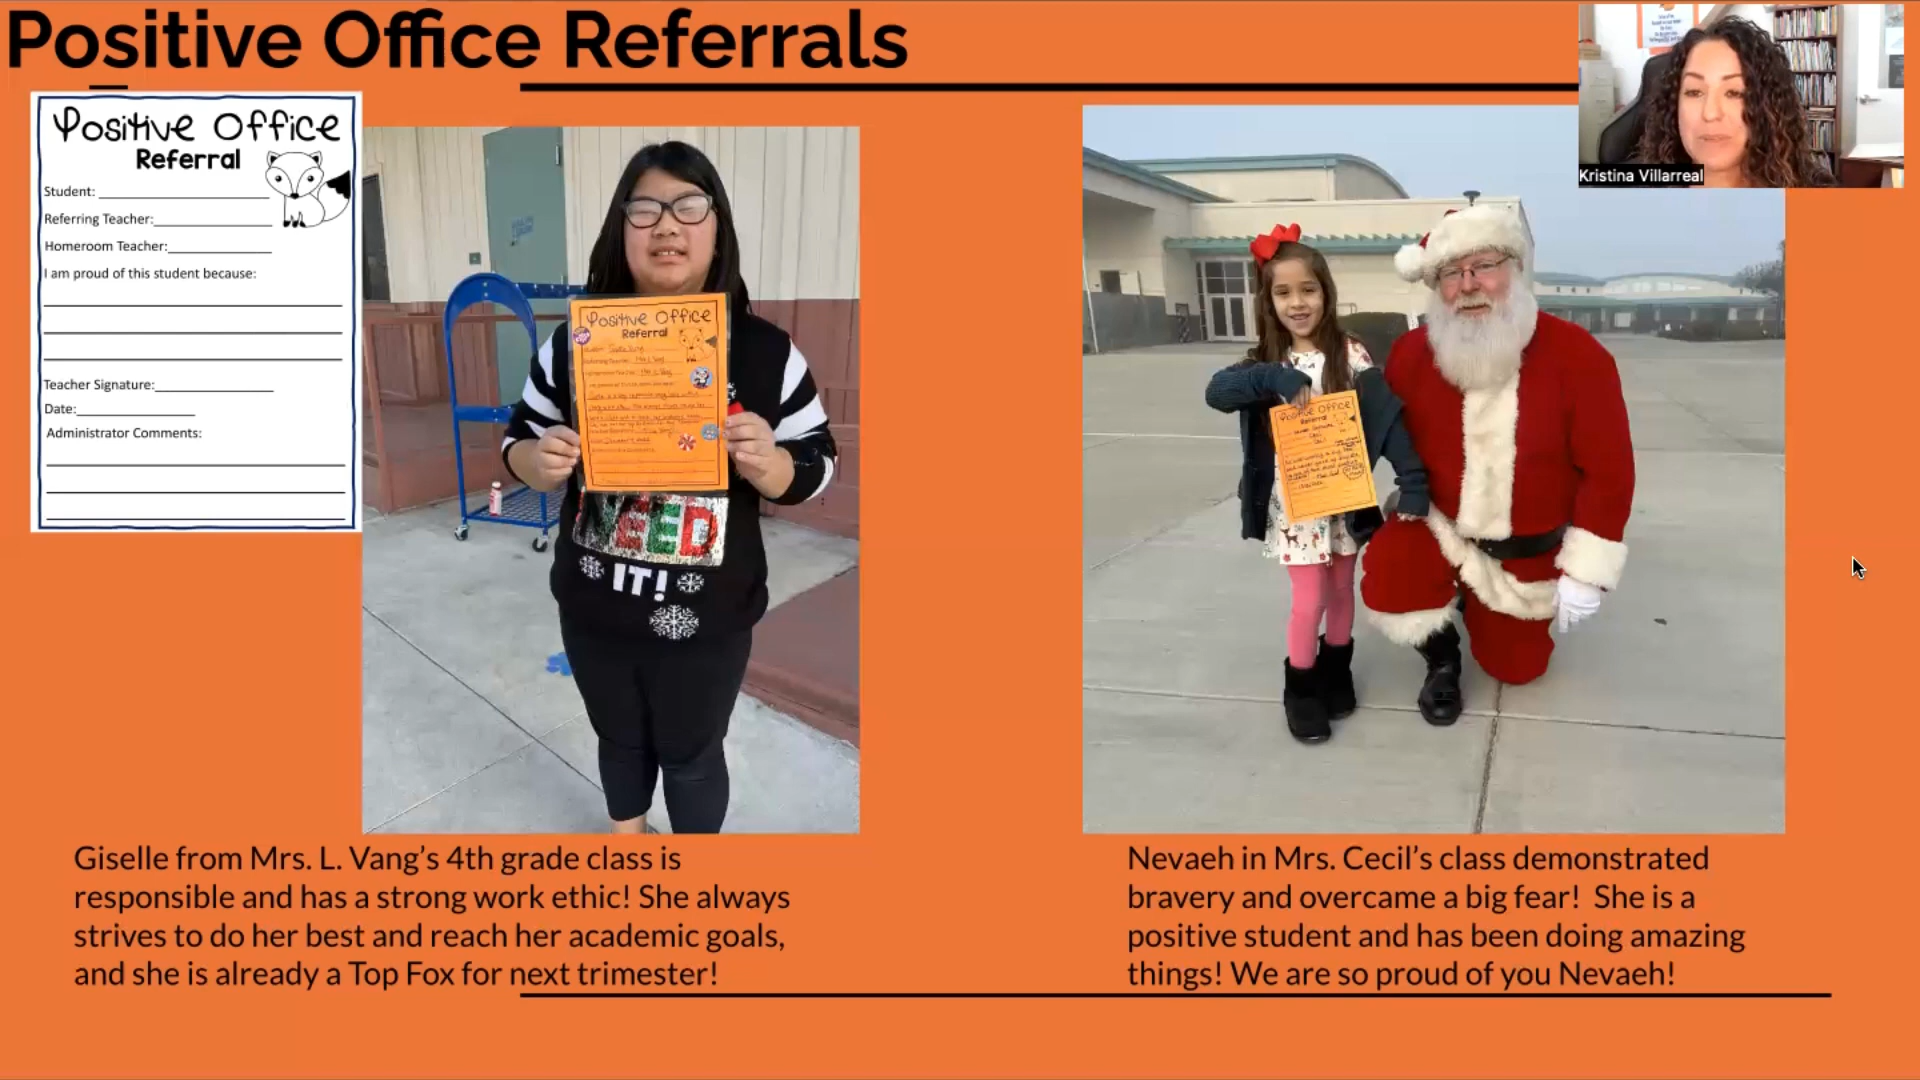 Positive Office Referrals
Kristina Villarreal
Positive Office
Referral
Student:
Referring Teacher:
Homeroom Teacher:
I am proud of this student because:
Teacher Signature:
Date:
Administrator Comments:
Positive Office
Referral
NEED
IT!
Positive Office
Referral
Giselle from Mrs. L. Vang’s 4th grade class is
responsible and has a strong work ethic! She always
strives to do her best and reach her academic goals,
and she is already a Top Fox for next trimester!
Nevaeh in Mrs. Cecil’s class demonstrated
bravery and overcame a big fear! She is a
positive student and has been doing amazing
things! We are so proud of you Nevaeh!